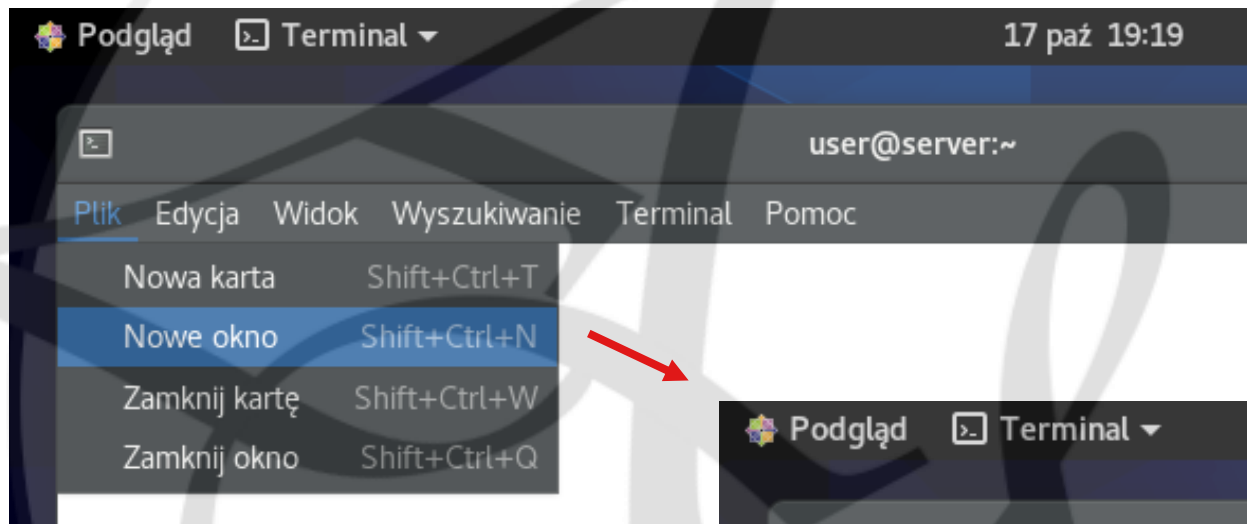 Podgląd Terminal 17 paź 19:19
user@server:~
Plik Edycja Widok Wyszukiwanie Terminal Pomoc
Nowa karta Shift+Ctrl+T
Nowe okno Shift+Ctrl+N
Zamknij kartę Shift+Ctrl+W
Zamknij okno Shift+Ctrl+Q
Podgląd Terminal